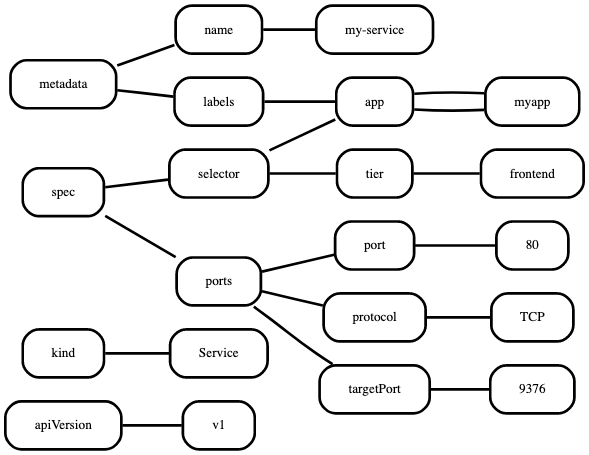 name
my-service
metadata
labels
app
myapp
spec
selector
tier
frontend
port
80
ports
protocol
TCP
kind
Service
targetPort
9376
apiVersion
v1